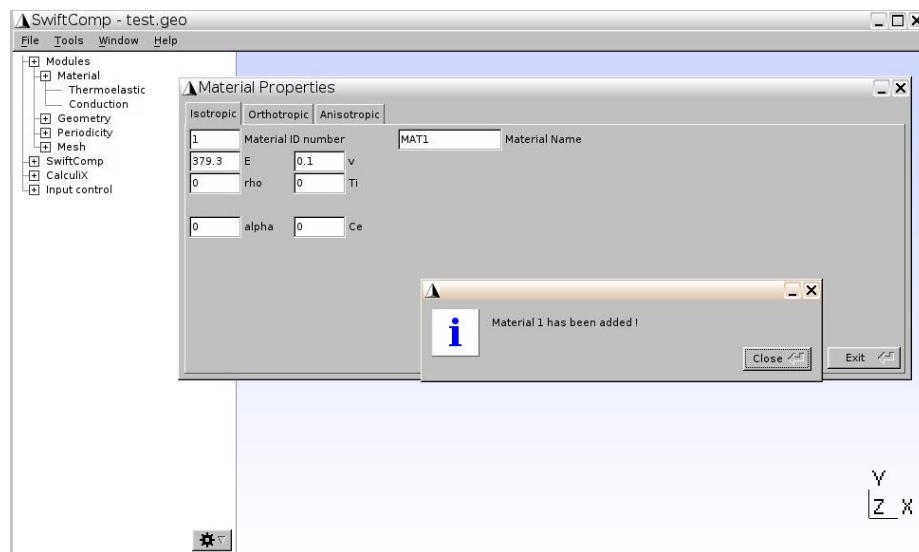 SwiftComp - test.geo
File Tools Window Help
Modules
Material
Thermoelastic
Conduction
Geometry
Periodicity
Mesh
SwiftComp
CalculiX
Input control
Material Properties
Isotropic Orthotropic Anisotropic
1 Material ID number MAT1 Material Name
379.3 E 0.1 v
0 rho 0 Ti
0 alpha 0 Ce
i Material 1 has been added !
Close Exit
Y
Z X